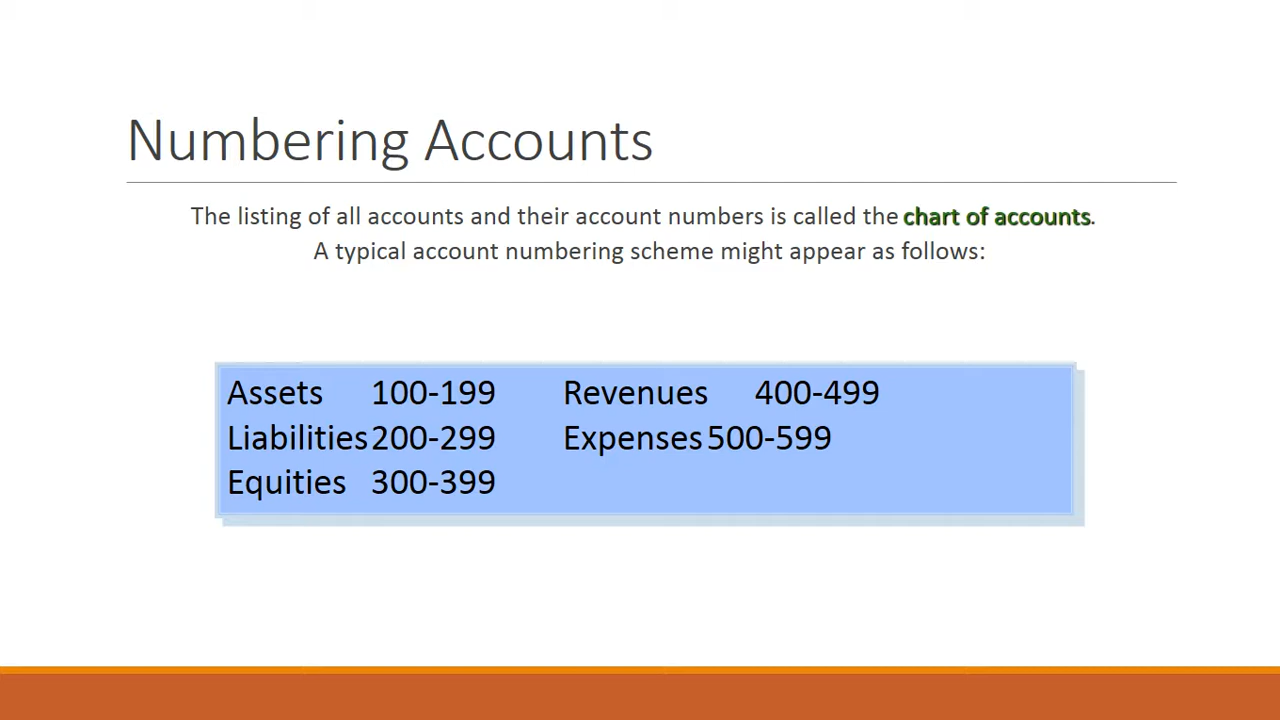 Numbering Accounts
The listing of all accounts and their account numbers is called the chart of accounts.
A typical account numbering scheme might appear as follows:
Assets 100-199 Revenues 400-499
Liabilities 200-299 Expenses 500-599
Equities 300-399